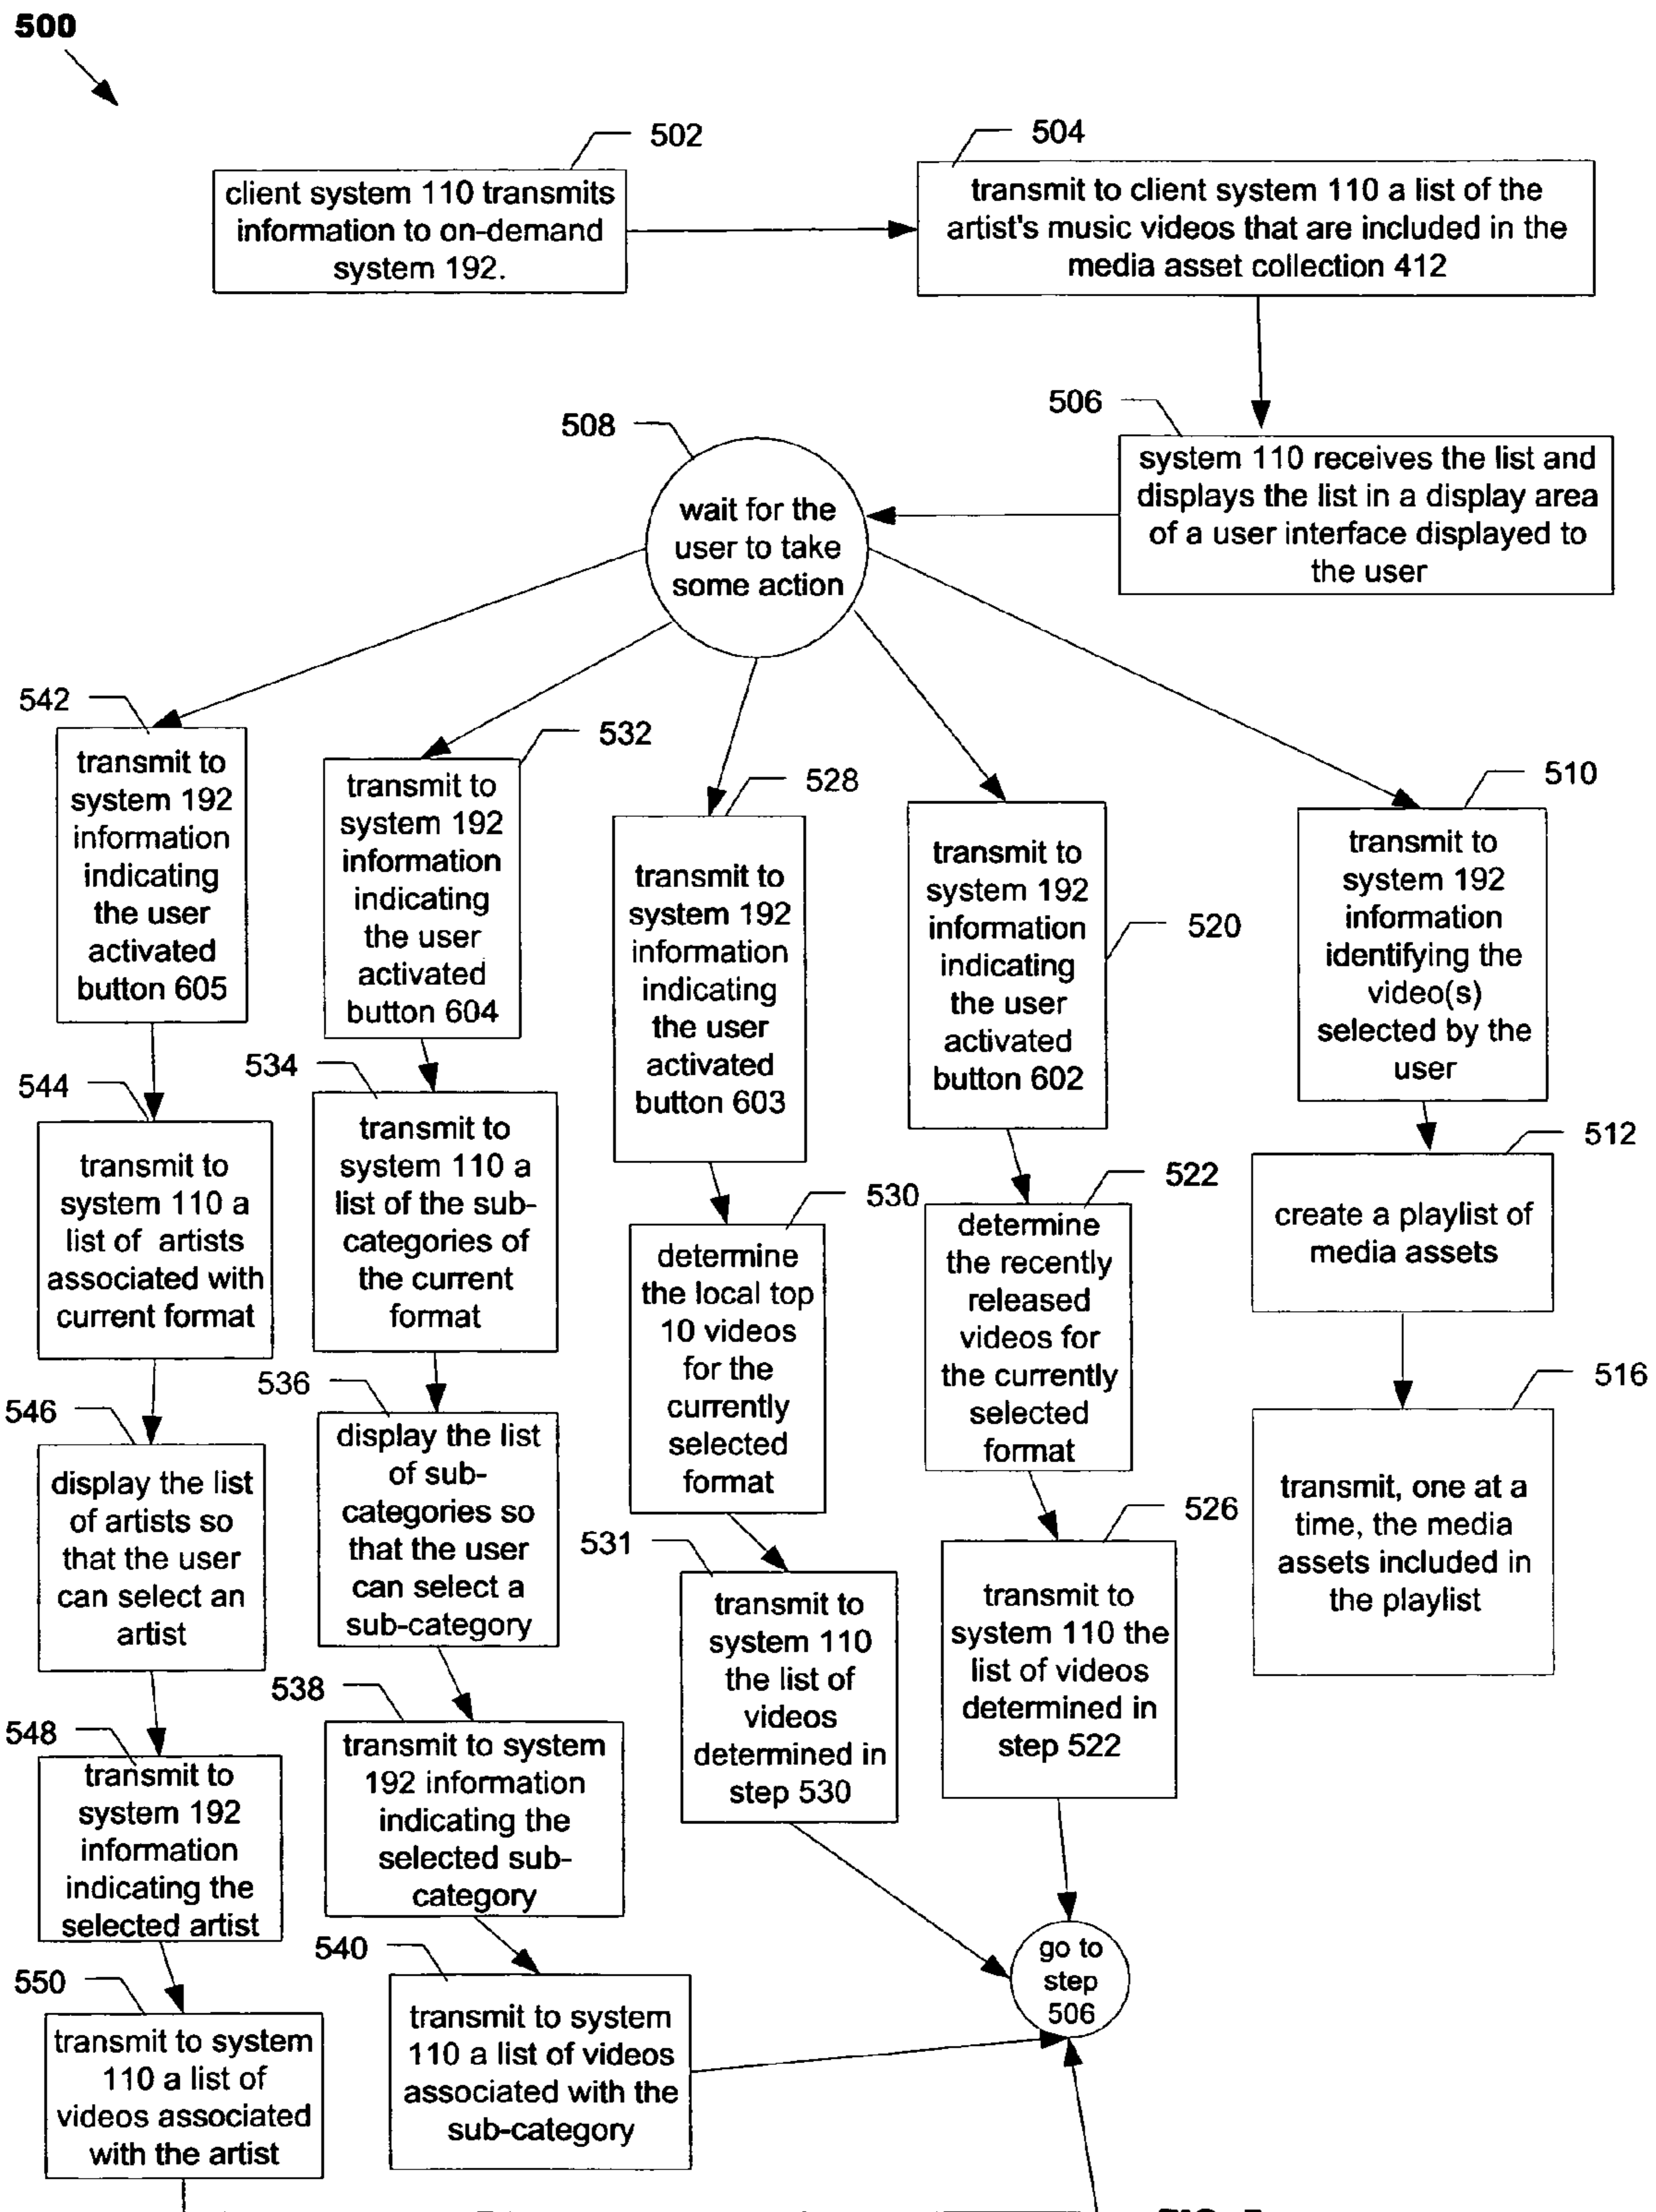 500
502
client system 110 transmits
information to on-demand
system 192.
504
transmit to client system 110 a list of the
artist's music videos that are included in the
media asset collection 412
506
system 110 receives the list and
displays the list in a display area
of a user interface displayed to
the user
508
wait for the
user to take
some action
542
transmit to
system 192
information
indicating
the user
activated
button 605
544
transmit to
system 110 a
list of artists
associated with
current format
546
display the list
of artists so
that the user
can select an
artist
548
transmit to
system 192
information
indicating the
selected artist
550
transmit to system
110 a list of
videos associated
with the artist
532
transmit to
system 192
information
indicating
the user
activated
button 604
534
transmit to
system 110 a
list of the sub-
categories of
the current
format
536
display the list
of sub-
categories so
that the user
can select a
sub-category
538
transmit to system
192 information
indicating the
selected sub-
category
540
transmit to system
110 a list of videos
associated with the
sub-category
528
transmit to
system 192
information
indicating
the user
activated
button 603
530
determine
the local top
10 videos
for the
currently
selected
format
531
transmit to
system 110
the list of
videos
determined in
step 530
520
transmit to
system 192
information
indicating
the user
activated
button 602
522
determine
the recently
released
videos for
the currently
selected
format
526
transmit to
system 110 the
list of videos
determined in
step 522
go to
step
506
510
transmit to
system 192
information
identifying the
video(s)
selected by the
user
512
create a playlist of
media assets
516
transmit, one at a
time, the media
assets included in
the playlist